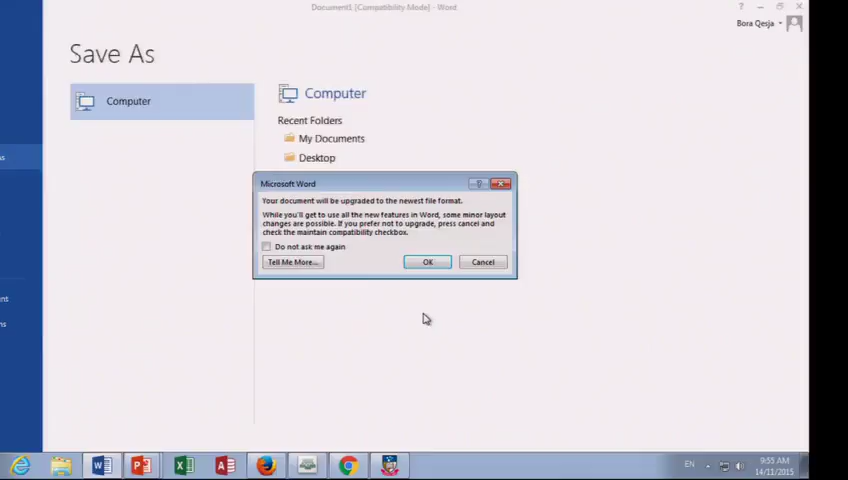 Document1 [Compatibility Mode] - Word
?
Bora Qesja
Save As
Computer
Computer
Recent Folders
My Documents
Desktop
Microsoft Word
Your document will be upgraded to the newest file format.
While you'll get to use all the new features in Word, some minor layout
changes are possible. If you prefer not to upgrade, press cancel and
check the maintain compatibility checkbox.
Do not ask me again
Tell Me More...
OK
Cancel
EN
9:55 AM
14/11/2015